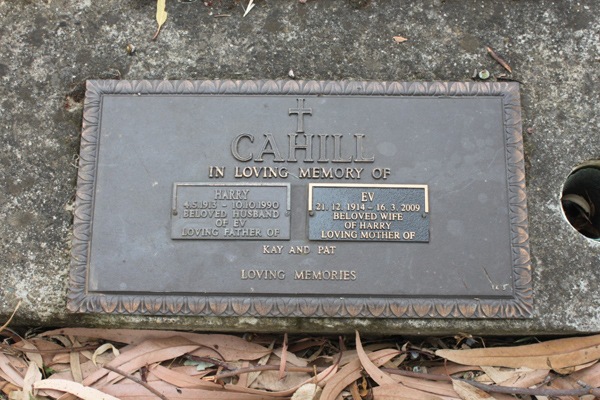 CAHILL
IN LOVING MEMORY OF
HARRY
4.5.1913 - 10.10.1990
BELOVED HUSBAND
OF EV
LOVING FATHER OF
EV
21.12.1914 - 16.3.2009
BELOVED WIFE
OF HARRY
LOVING MOTHER OF
KAY AND PAT
LOVING MEMORIES